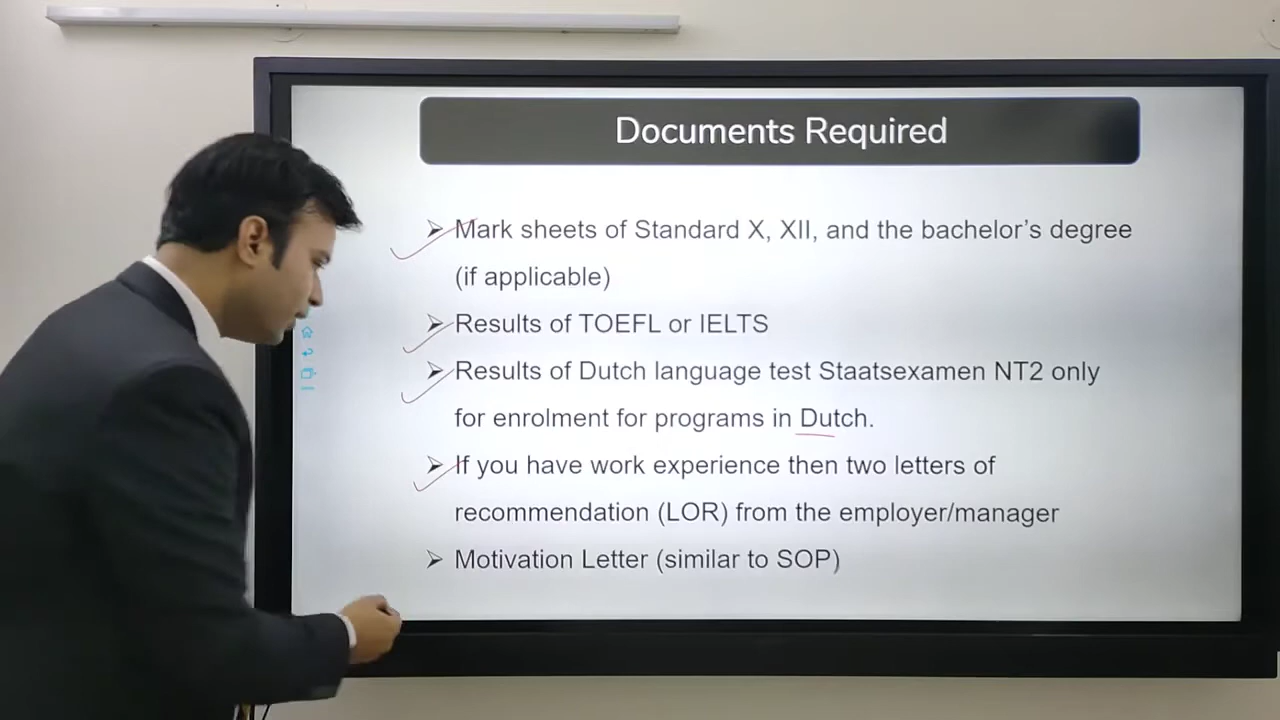 Documents Required
➢ Mark sheets of Standard X, XII, and the bachelor’s degree
(if applicable)
➢ Results of TOEFL or IELTS
➢ Results of Dutch language test Staatsexamen NT2 only
for enrolment for programs in Dutch.
➢ If you have work experience then two letters of
recommendation (LOR) from the employer/manager
➢ Motivation Letter (similar to SOP)